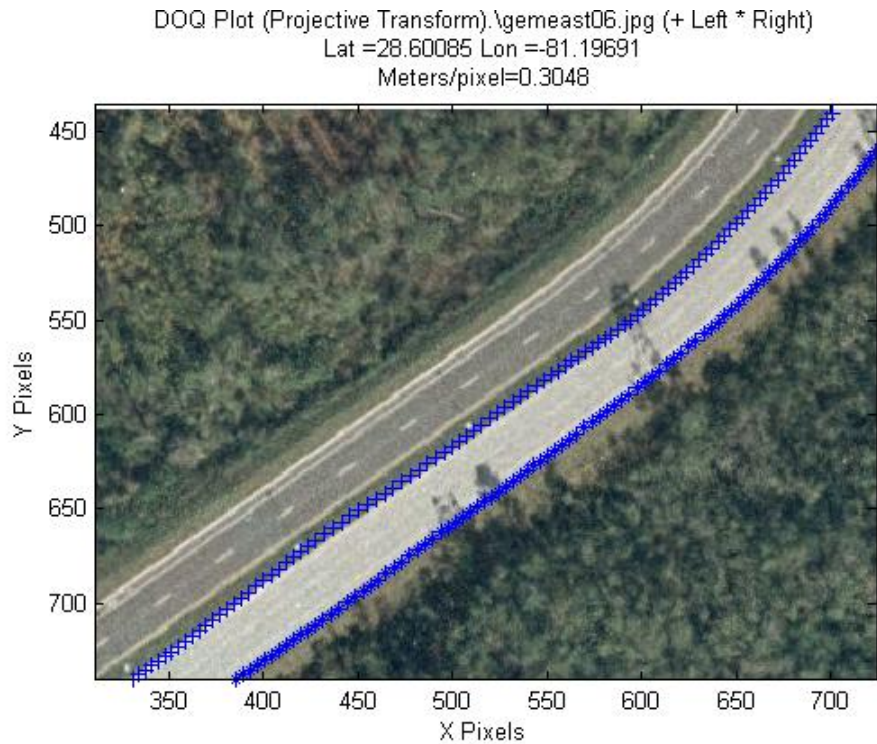 DOQ Plot (Projective Transform).\gemeast06.jpg (+ Left * Right)
Lat =28.60085 Lon =-81.19691
Meters/pixel=0.3048
450
500
550
600
650
700
Y Pixels
350 400 450 500 550 600 650 700
X Pixels